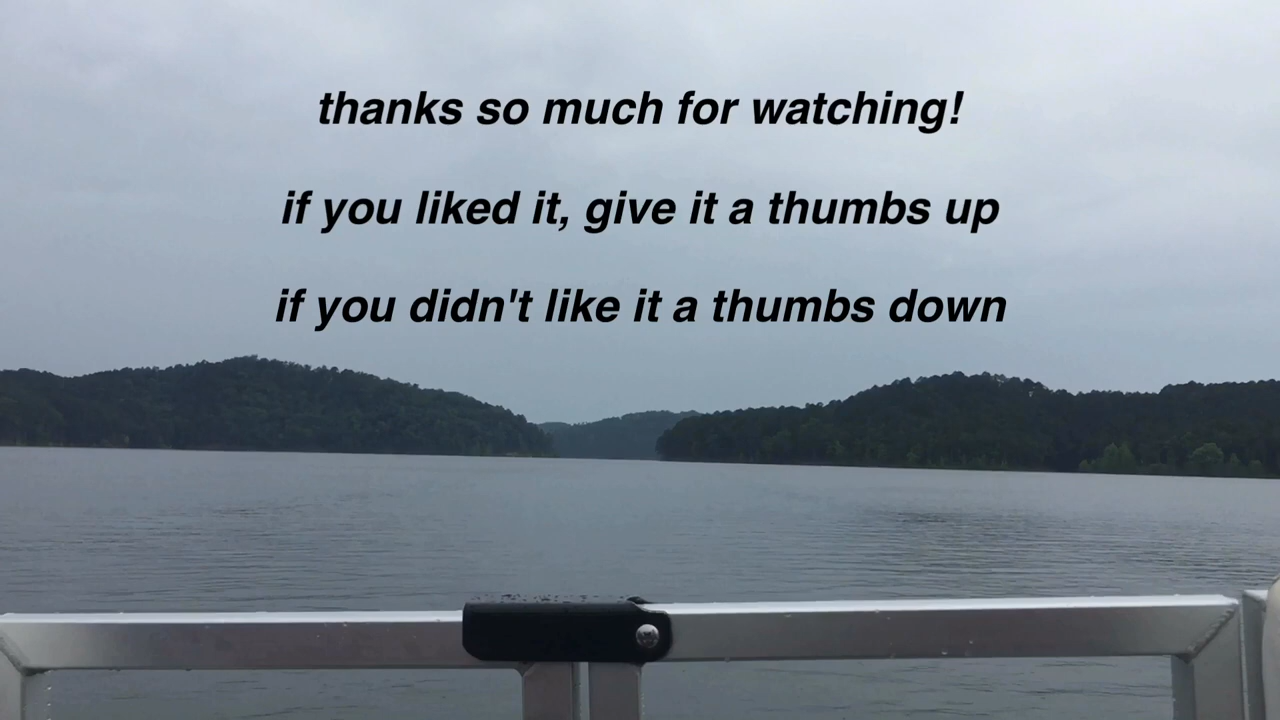 thanks so much for watching!
if you liked it, give it a thumbs up
if you didn't like it a thumbs down